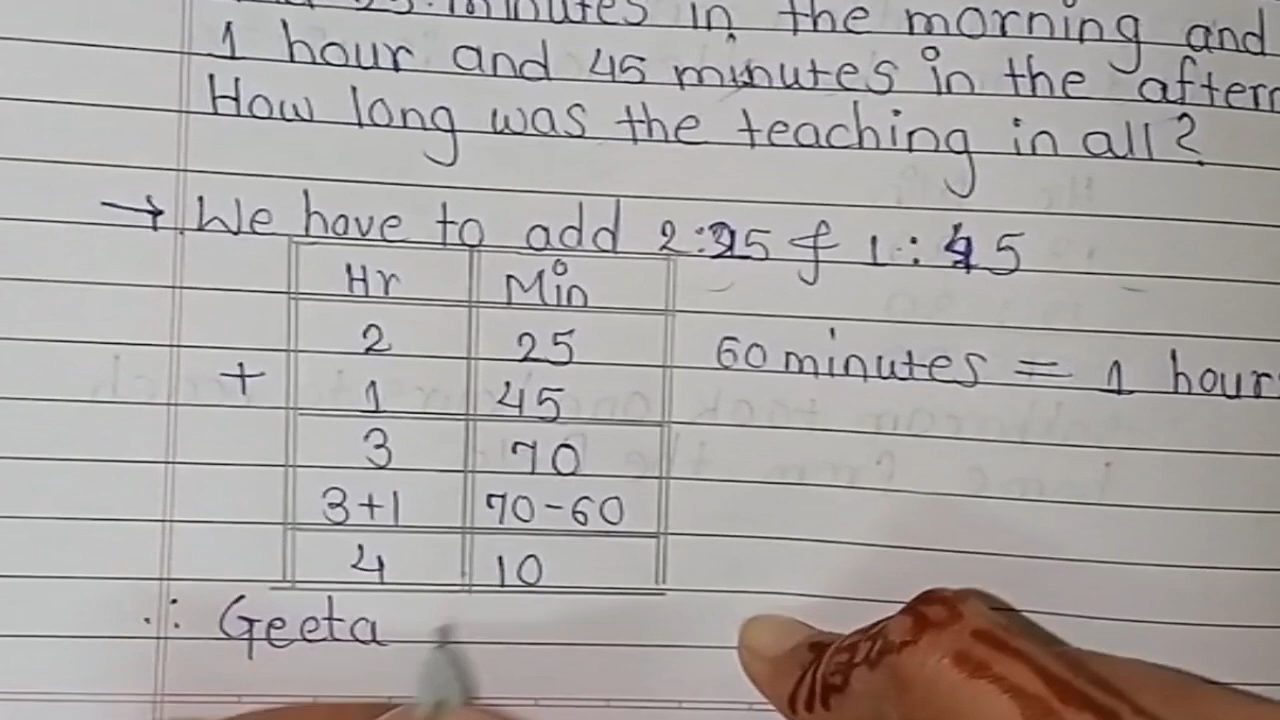 minutes in the morning and
1 hour and 45 minutes in the aftern
How long was the teaching in all?
→ We have to add 2:25 & 1:45
Hr Min
2 25 60 minutes = 1 hour
+ 1 45
3 70
3+1 70-60
4 10
∴ Geeta